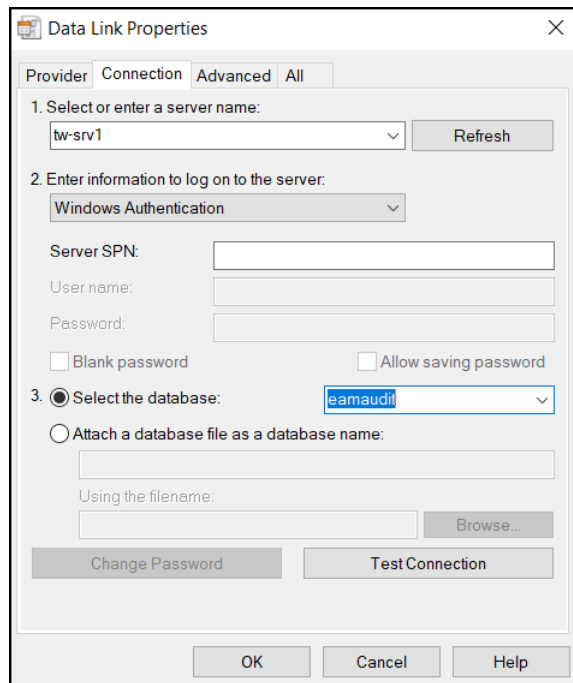 Data Link Properties
Provider Connection Advanced All
1. Select or enter a server name:
tw-srv1 Refresh
2. Enter information to log on to the server:
Windows Authentication
Server SPN:
User name:
Password:
Blank password Allow saving password
3. Select the database: eamaudit
Attach a database file as a database name:
Using the filename:
Browse...
Change Password Test Connection
OK Cancel Help